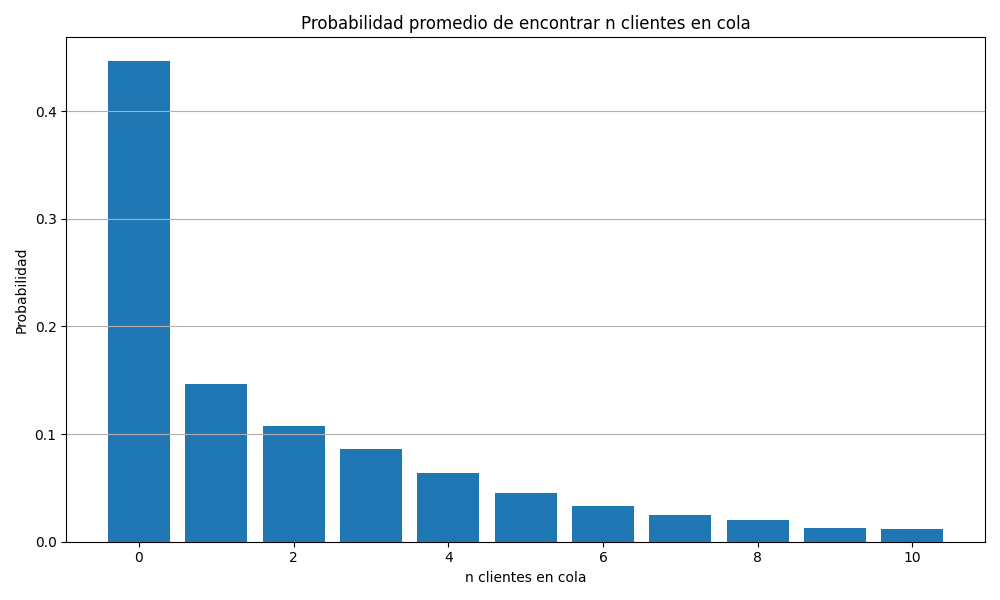 Probabilidad promedio de encontrar n clientes en cola
Probabilidad
0.4
0.3
0.2
0.1
0.0
0 2 4 6 8 10
n clientes en cola